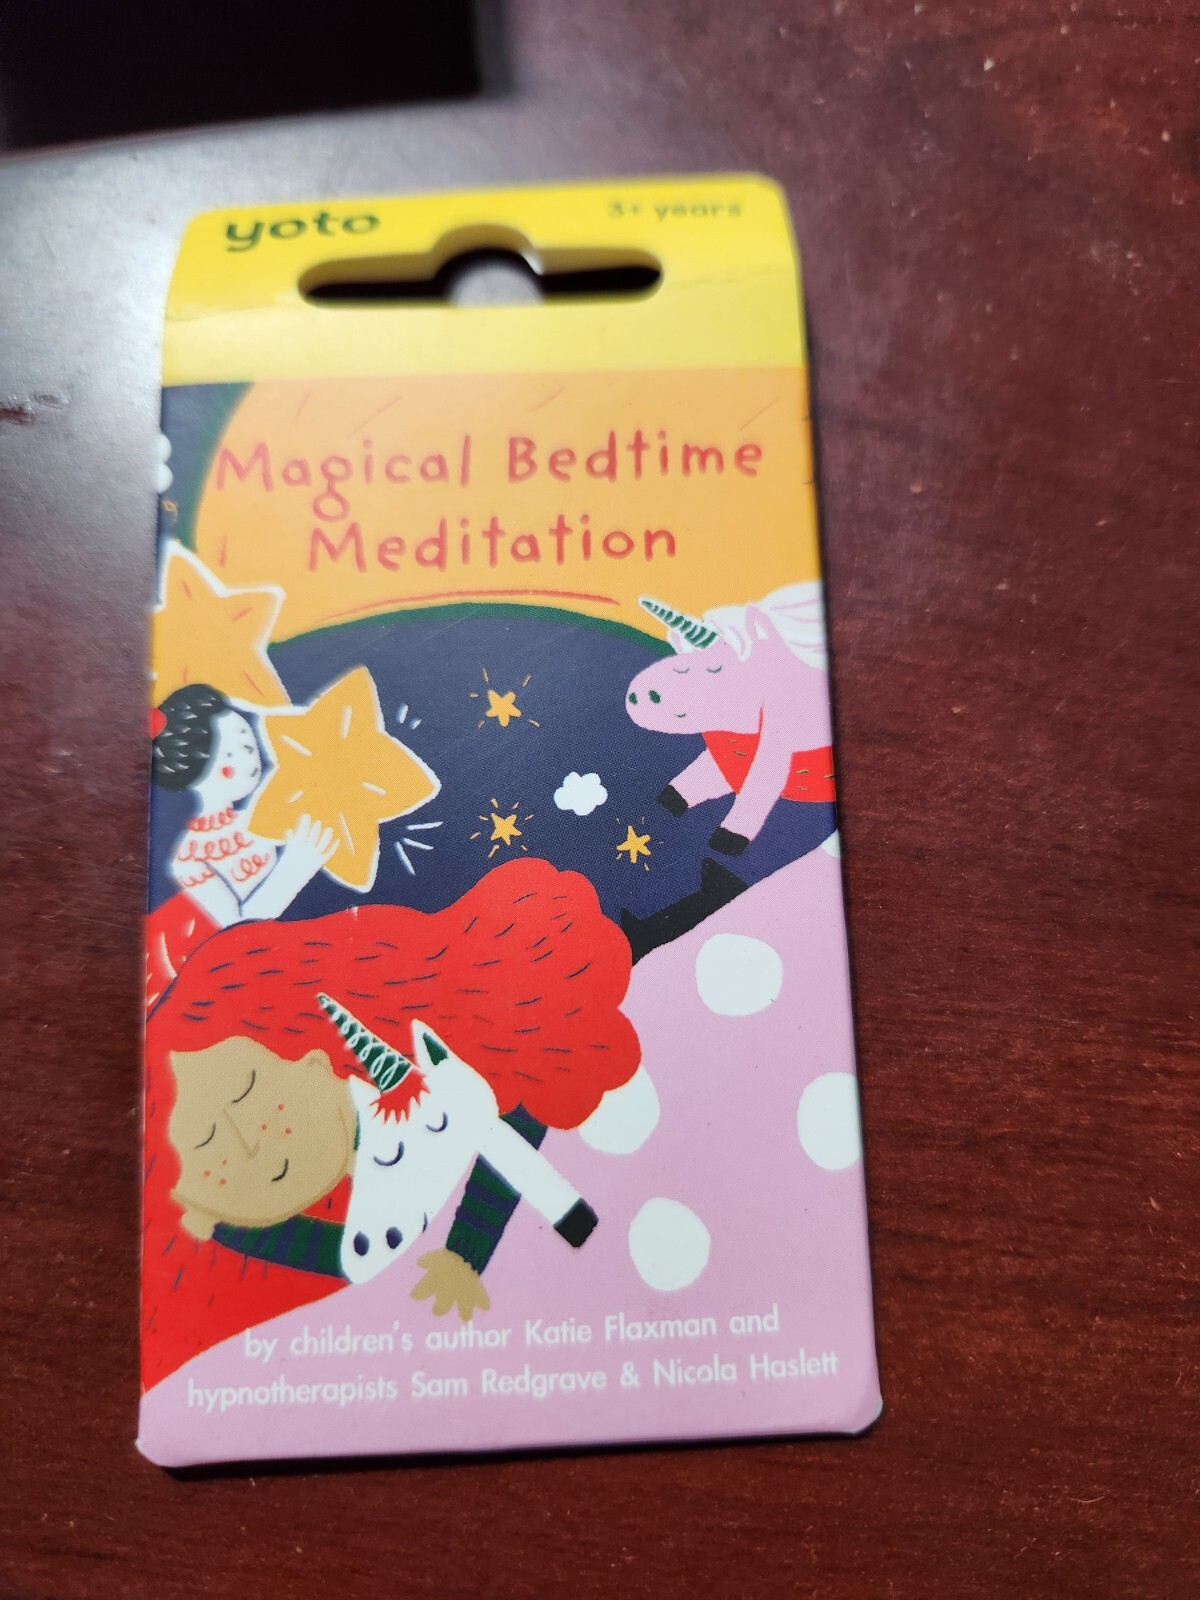 yoto
3+ years
Magical Bedtime
Meditation
by children's author Katie Flaxman and
hypnotherapists Sam Redgrave & Nicola Haslett